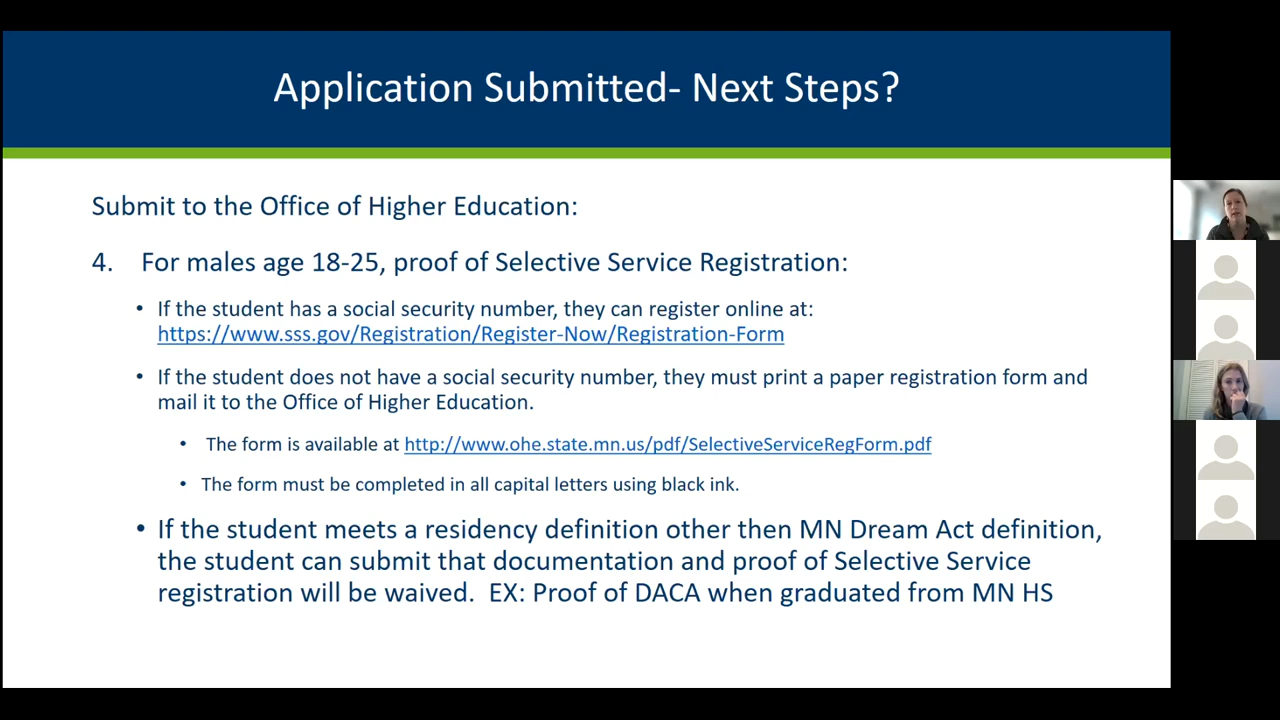 Application Submitted- Next Steps?
Submit to the Office of Higher Education:
4. For males age 18-25, proof of Selective Service Registration:
• If the student has a social security number, they can register online at:
https://www.sss.gov/Registration/Register-Now/Registration-Form
• If the student does not have a social security number, they must print a paper registration form and
mail it to the Office of Higher Education.
• The form is available at http://www.ohe.state.mn.us/pdf/SelectiveServiceRegForm.pdf
• The form must be completed in all capital letters using black ink.
• If the student meets a residency definition other then MN Dream Act definition,
the student can submit that documentation and proof of Selective Service
registration will be waived. EX: Proof of DACA when graduated from MN HS